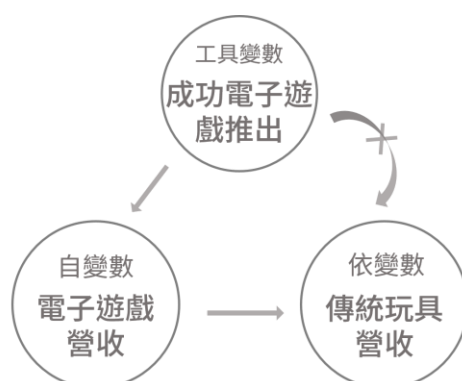 工具變數
成功電子遊
戲推出
自變數
電子遊戲
營收
依變數
傳統玩具
營收